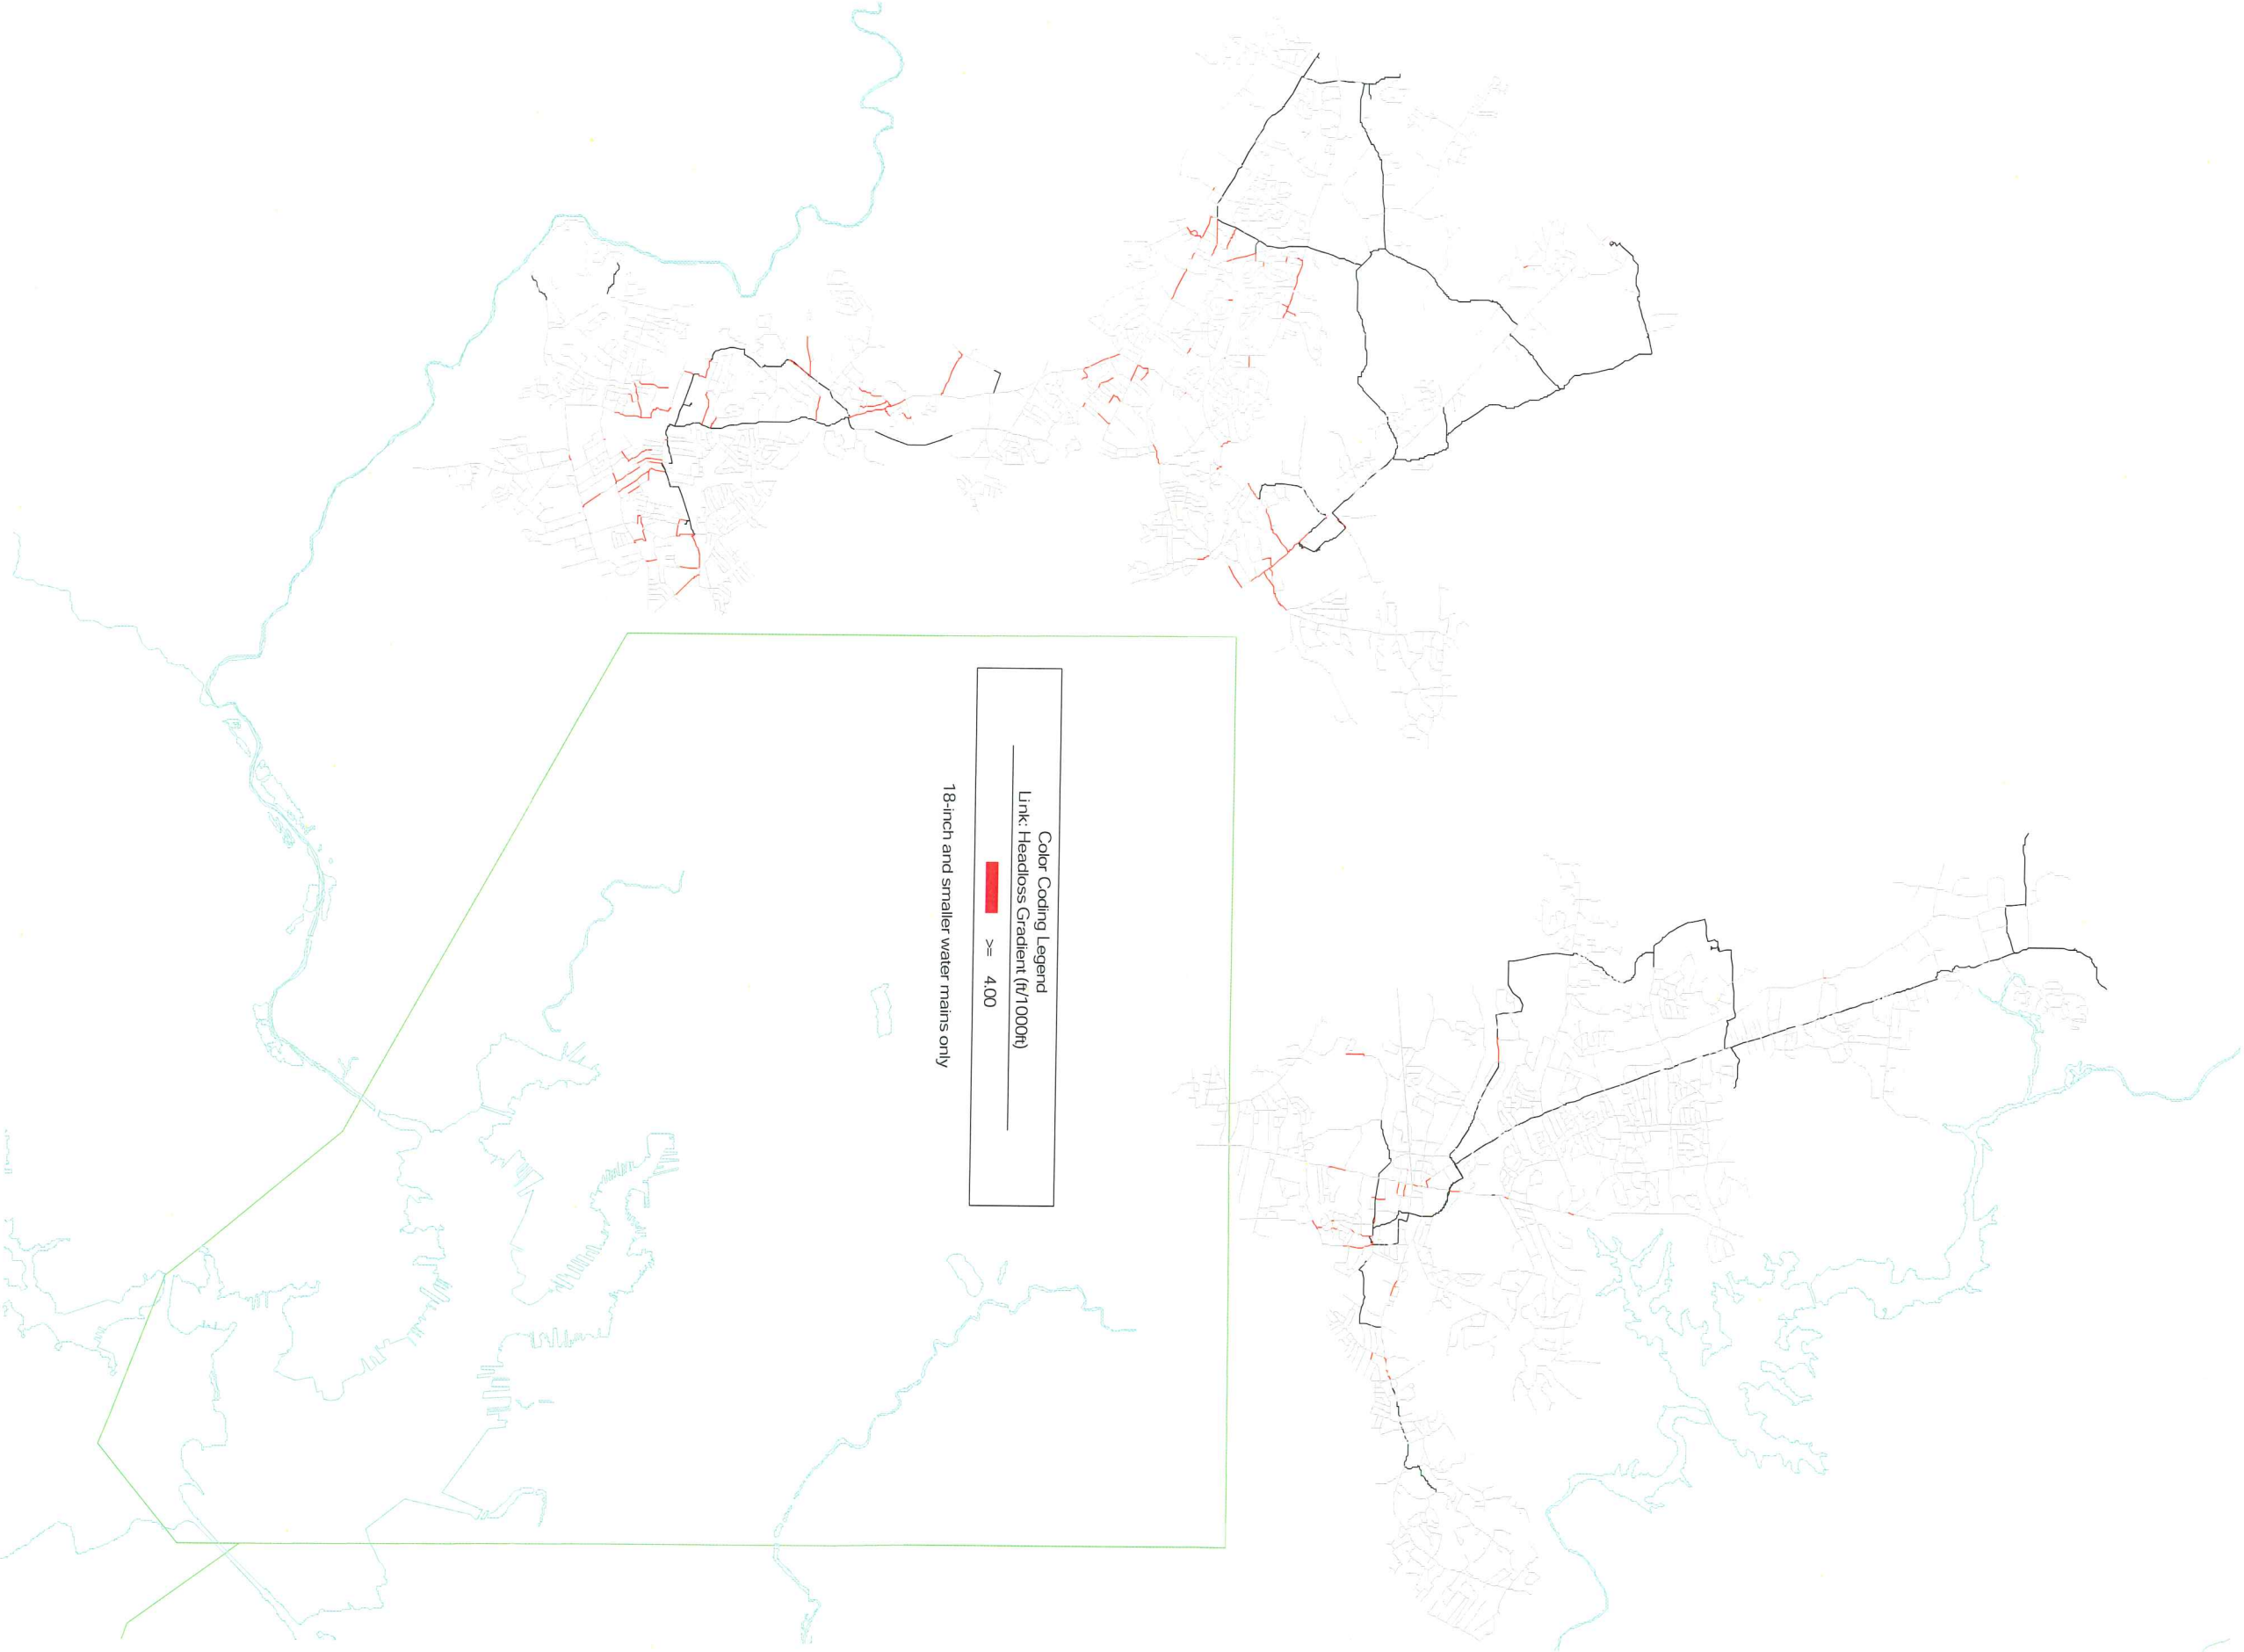 Color Coding Legend
Link: Headloss Gradient (ft/1000ft)
>= 4.00
18-inch and smaller water mains only